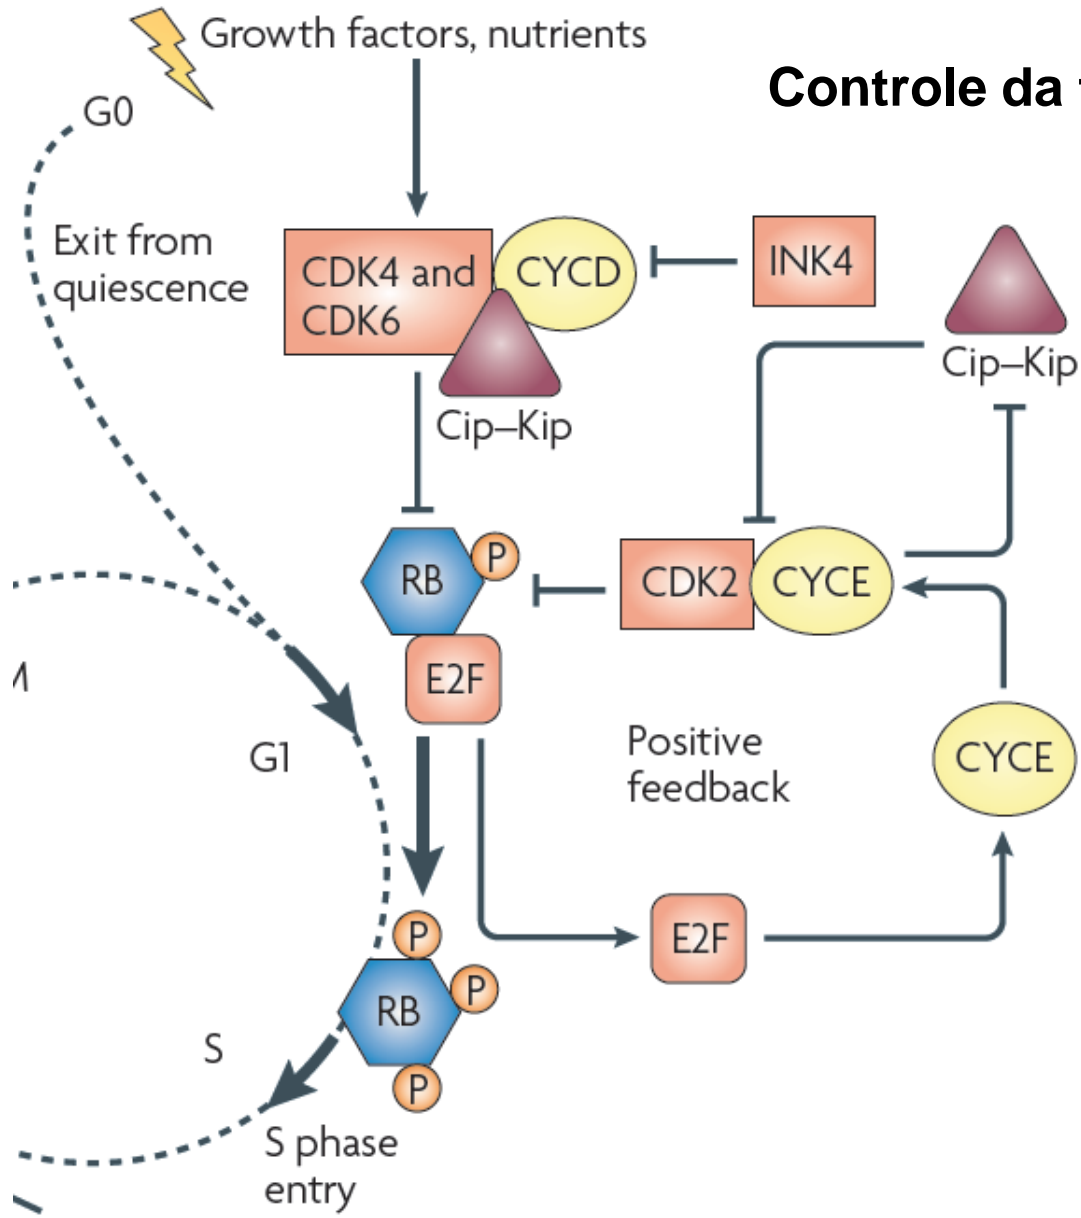 Growth factors, nutrients
Controle da
G0
Exit from
quiescence
CDK4 and
CDK6
CYCD
INK4
Cip–Kip
Cip–Kip
RB
P
CDK2
CYCE
E2F
G1
Positive
feedback
CYCE
P
E2F
RB
P
S
P
S phase
entry